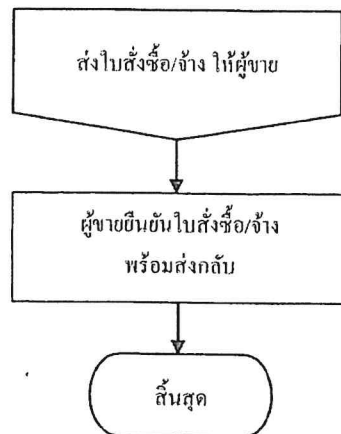 ส่งใบสั่งซื้อ/จ้าง ให้ผู้ขาย
ผู้ขายยืนยันใบสั่งซื้อ/จ้าง
พร้อมส่งกลับ
สิ้นสุด